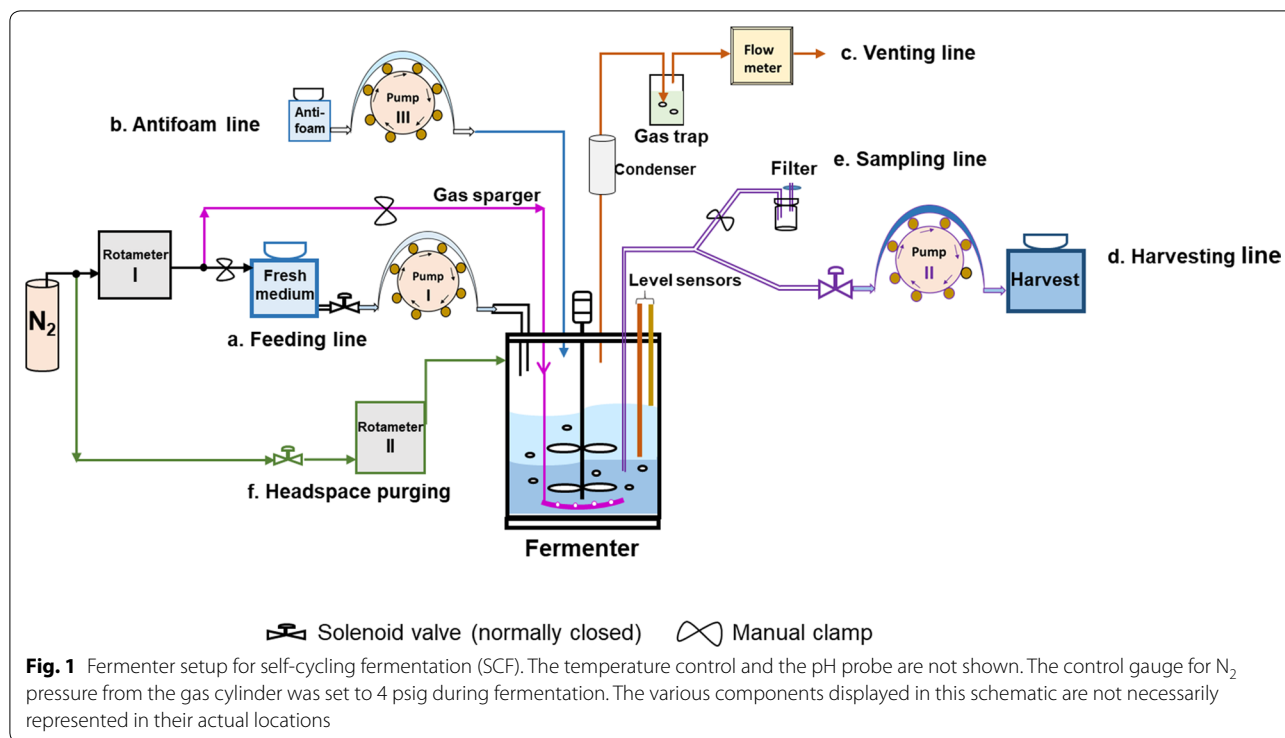 Flow
meter
c. Venting line
Anti-
foam
Pump
III
b. Antifoam line
Gas trap
Condenser
Filter
e. Sampling line
Gas sparger
Rotameter
I
Fresh
medium
Pump
I
Level sensors
Pump
II
Harvest
d. Harvesting line
N₂
a. Feeding line
Rotameter
II
f. Headspace purging
Fermenter
Solenoid valve (normally closed)
Manual clamp
Fig. 1 Fermenter setup for self-cycling fermentation (SCF). The temperature control and the pH probe are not shown. The control gauge for N₂
pressure from the gas cylinder was set to 4 psig during fermentation. The various components displayed in this schematic are not necessarily
represented in their actual locations